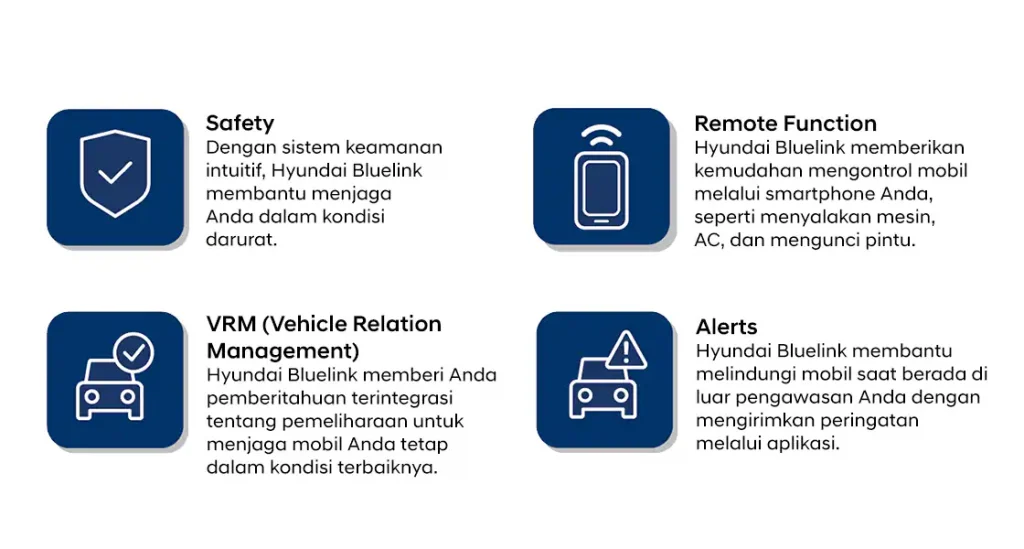 Safety
Dengan sistem keamanan
intuitif, Hyundai Bluelink
membantu menjaga
Anda dalam kondisi
darurat.
Remote Function
Hyundai Bluelink memberikan
kemudahan mengontrol mobil
melalui smartphone Anda,
seperti menyalakan mesin,
AC, dan mengunci pintu.
VRM (Vehicle Relation
Management)
Hyundai Bluelink memberi Anda
pemberitahuan terintegrasi
tentang pemeliharaan untuk
menjaga mobil Anda tetap
dalam kondisi terbaiknya.
Alerts
Hyundai Bluelink membantu
melindungi mobil saat berada di
luar pengawasan Anda dengan
mengirimkan peringatan
melalui aplikasi.